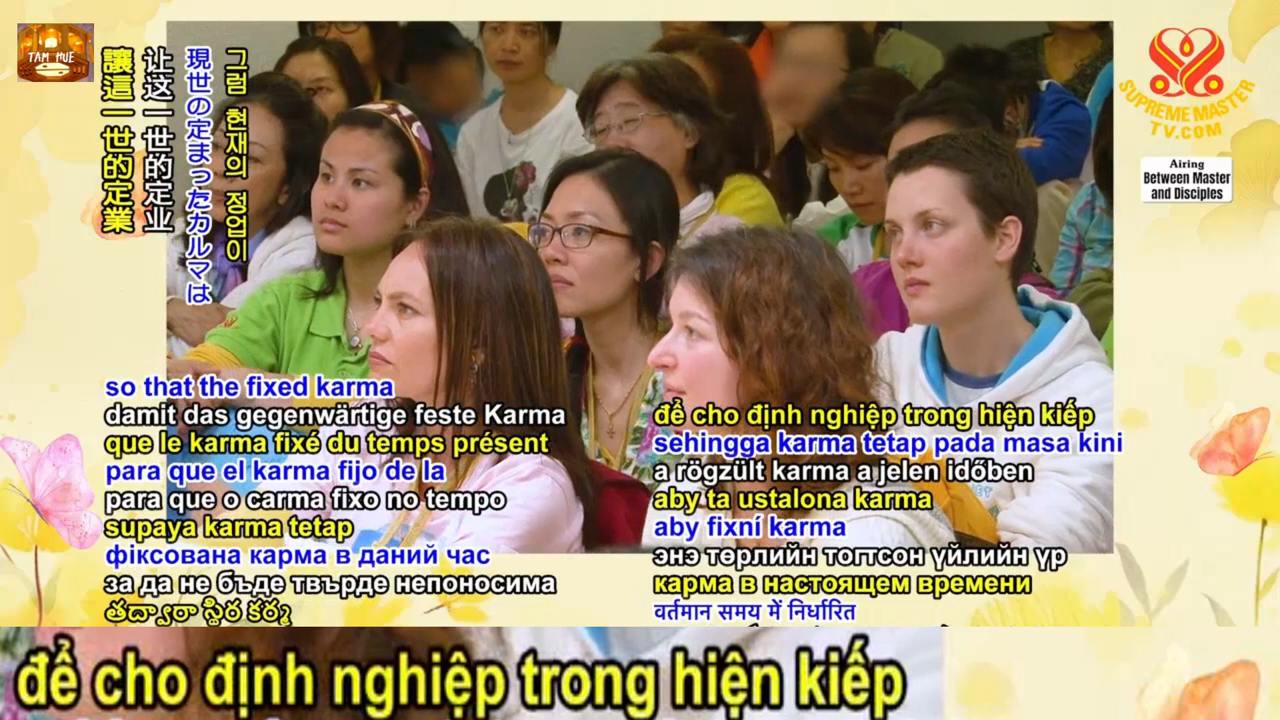 TAM HUE
讓這一世的定業
让这一世的定业
現世の定まったカルマは
그럼 현재의 정업이
SUPREME MASTER
TV.COM
Airing
Between Master
and Disciples
so that the fixed karma
damit das gegenwärtige feste Karma
que le karma fixé du temps présent
para que el karma fijo de la
para que o carma fixo no tempo
supaya karma tetap
фіксована карма в даний час
за да не бъде твърде непоносима
తద్వారా స్థిర కర్మ
để cho định nghiệp trong hiện kiếp
sehingga karma tetap pada masa kini
a rögzült karma a jelen időben
aby ta ustalona karma
aby fixní karma
энэ төрлийн тогтсон үйлийн үр
карма в настоящем времени
वर्तमान समय में निर्धारित
để cho định nghiệp trong hiện kiếp